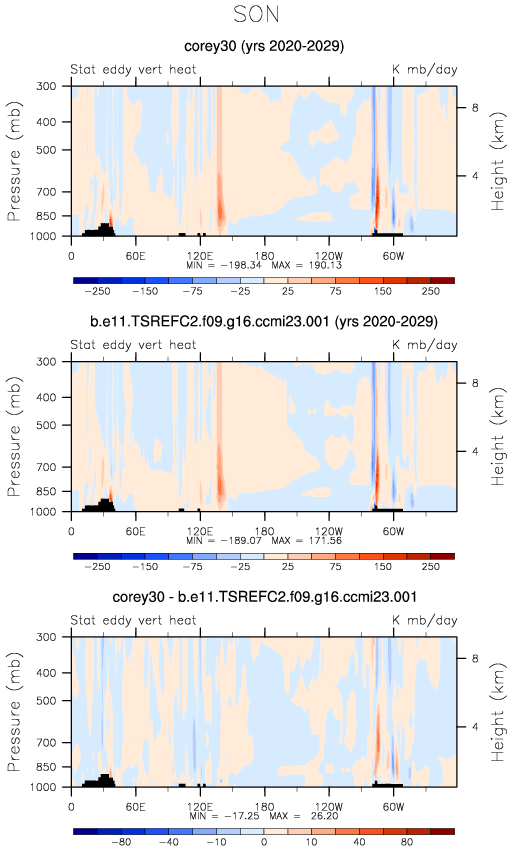 SON
corey30 (yrs 2020-2029)
Stat eddy vert heat K mb/day
300
400
500
700
850
1000
Pressure (mb)
8
4
Height (km)
0 60E 120E 180 120W 60W
MIN = -198.34 MAX = 190.13
-250 -150 -75 -25 25 75 150 250
b.e11.TSREFC2.f09.g16.ccmi23.001 (yrs 2020-2029)
Stat eddy vert heat K mb/day
300
400
500
700
850
1000
Pressure (mb)
8
4
Height (km)
0 60E 120E 180 120W 60W
MIN = -189.07 MAX = 171.56
-250 -150 -75 -25 25 75 150 250
corey30 - b.e11.TSREFC2.f09.g16.ccmi23.001
Stat eddy vert heat K mb/day
300
400
500
700
850
1000
Pressure (mb)
8
4
Height (km)
0 60E 120E 180 120W 60W
MIN = -17.25 MAX = 26.20
-80 -40 -10 0 10 40 80